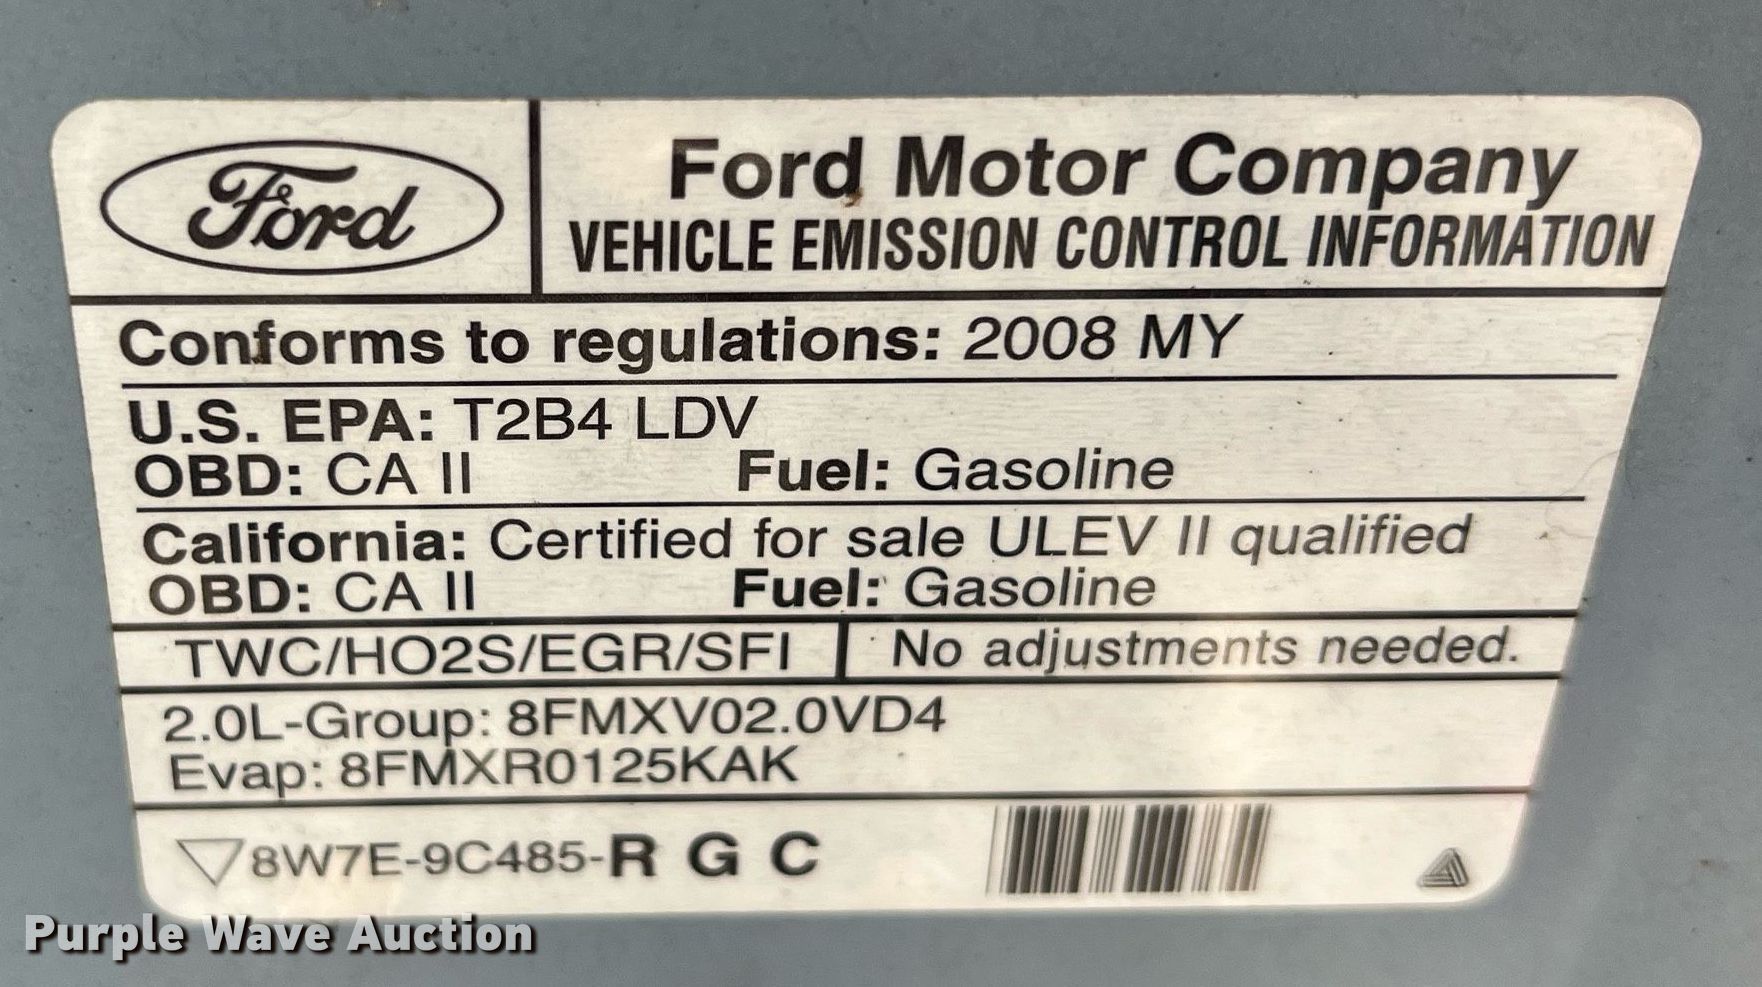 Ford
Ford Motor Company
VEHICLE EMISSION CONTROL INFORMATION
Conforms to regulations: 2008 MY
U.S. EPA: T2B4 LDV
OBD: CA II Fuel: Gasoline
California: Certified for sale ULEV II qualified
OBD: CA II Fuel: Gasoline
TWC/HO2S/EGR/SFI No adjustments needed.
2.0L-Group: 8FMXV02.0VD4
Evap: 8FMXR0125KAK
8W7E-9C485-R G C
Purple Wave Auction